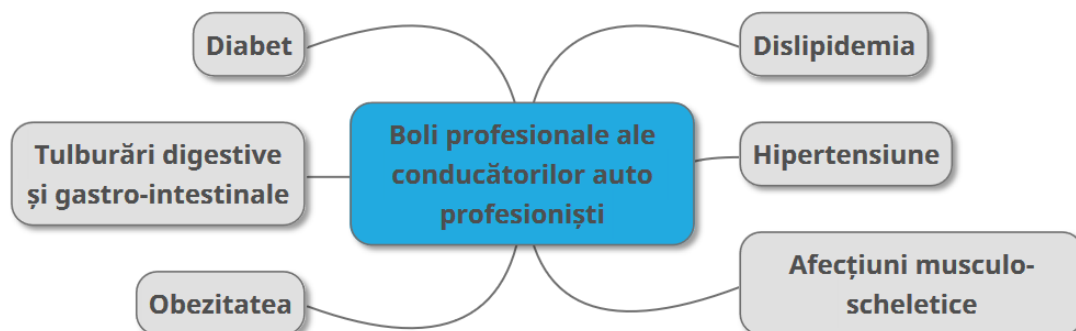 Diabet
Dislipidemia
Boli profesionale ale
conducătorilor auto
profesioniști
Tulburări digestive
și gastro-intestinale
Hipertensiune
Obezitatea
Afecțiuni musculo-
scheletice